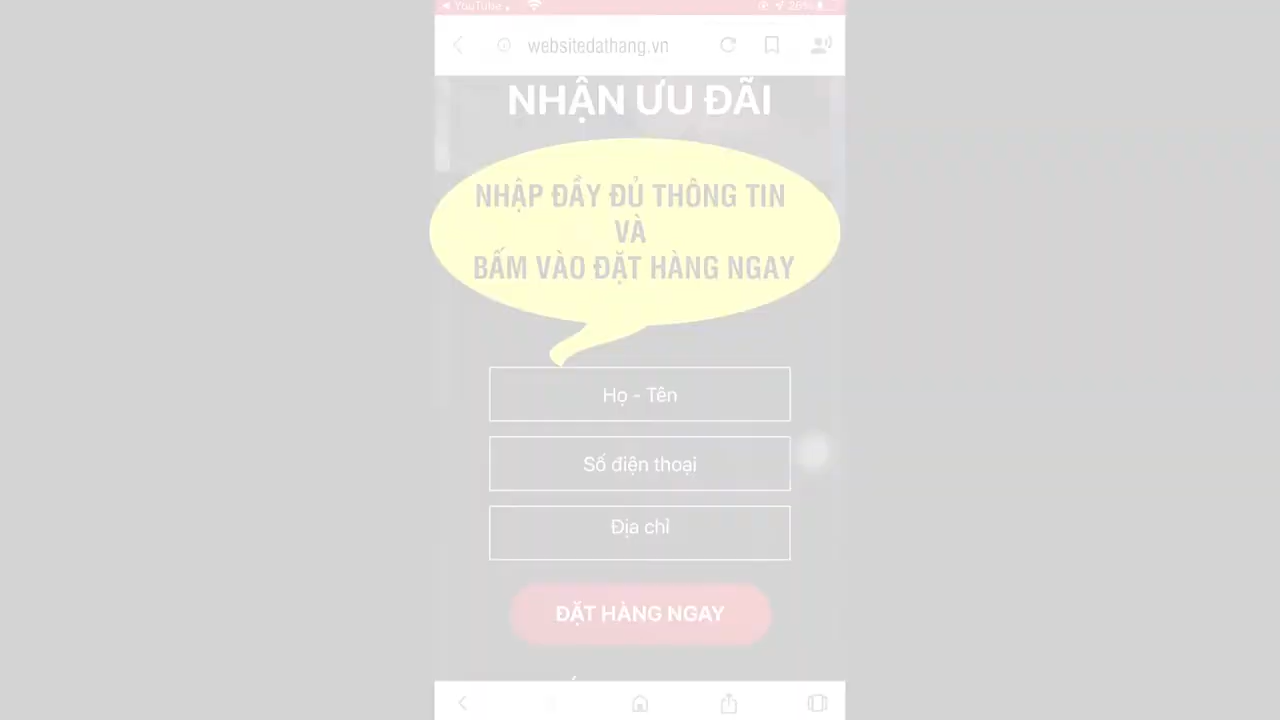 YouTube
26%
websitedathang.vn
NHẬN ƯU ĐÃI
NHẬP ĐẦY ĐỦ THÔNG TIN
VÀ
BẤM VÀO ĐẶT HÀNG NGAY
Họ - Tên
Số điện thoại
Địa chỉ
ĐẶT HÀNG NGAY